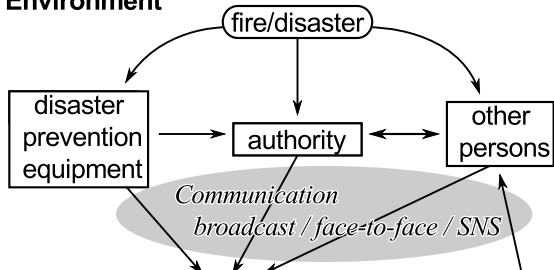 Environment
fire/disaster
disaster
prevention
equipment
authority
other
persons
Communication
broadcast / face-to-face / SNS